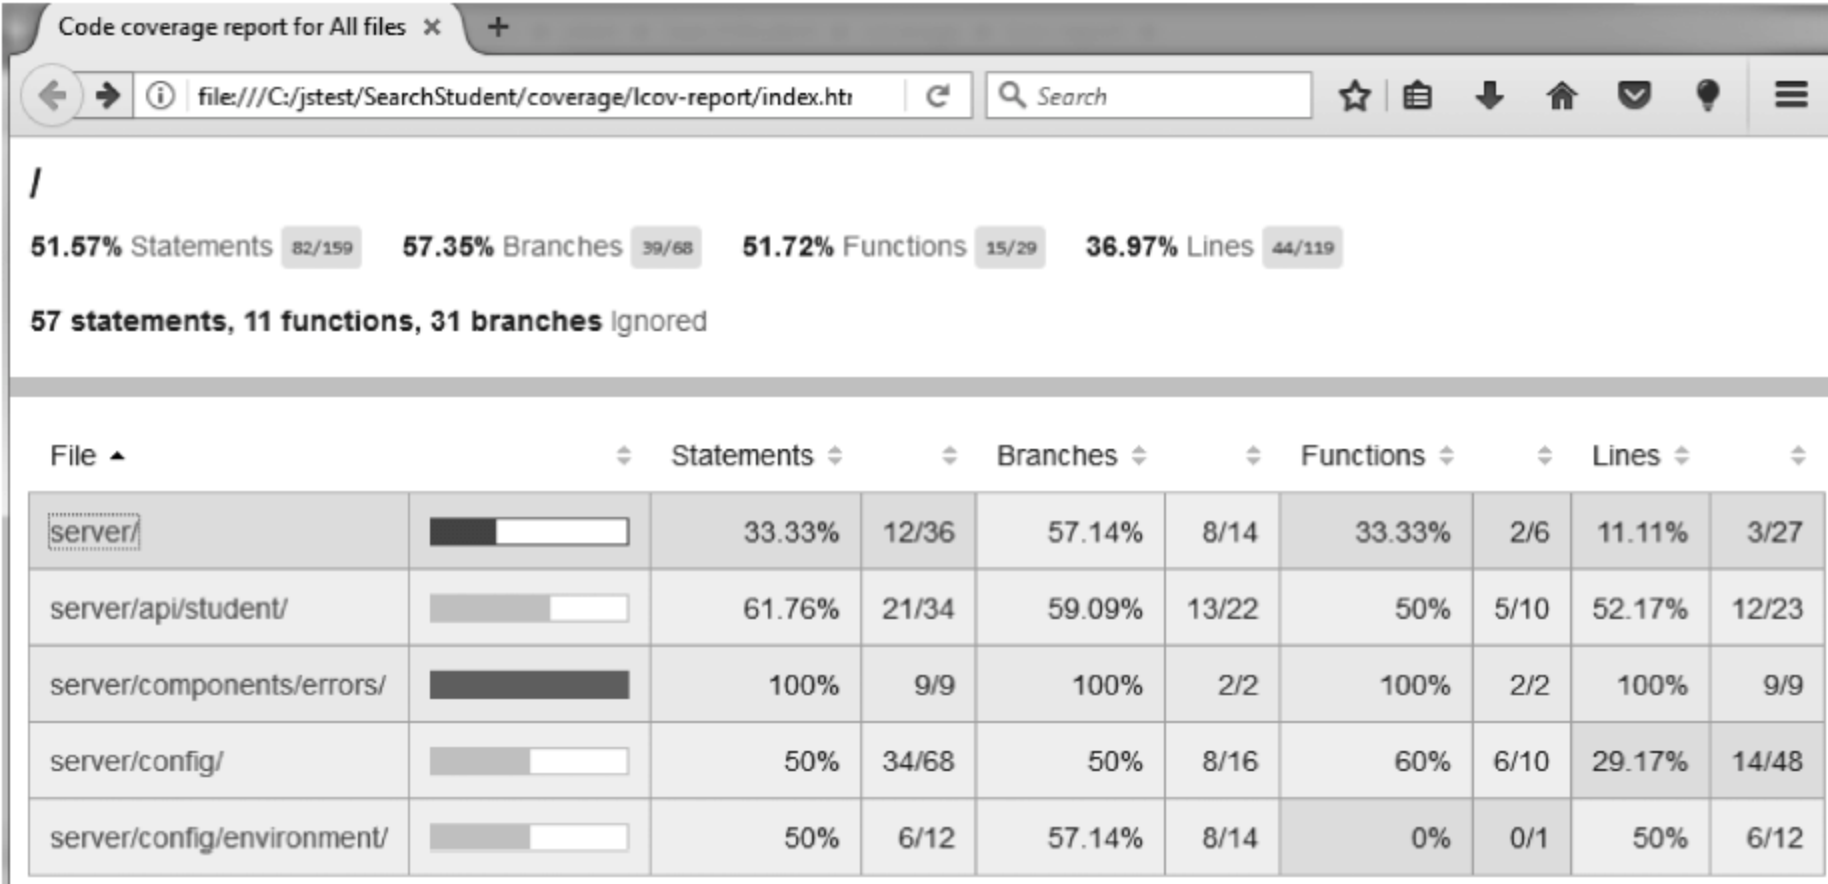 Code coverage report for All files
file:///C:/jstest/SearchStudent/coverage/lcov-report/index.htr
Search
/
51.57% Statements 82/159 57.35% Branches 39/68 51.72% Functions 15/29 36.97% Lines 44/119
57 statements, 11 functions, 31 branches Ignored
File Statements Branches Functions Lines
server/ 33.33% 12/36 57.14% 8/14 33.33% 2/6 11.11% 3/27
server/api/student/ 61.76% 21/34 59.09% 13/22 50% 5/10 52.17% 12/23
server/components/errors/ 100% 9/9 100% 2/2 100% 2/2 100% 9/9
server/config/ 50% 34/68 50% 8/16 60% 6/10 29.17% 14/48
server/config/environment/ 50% 6/12 57.14% 8/14 0% 0/1 50% 6/12